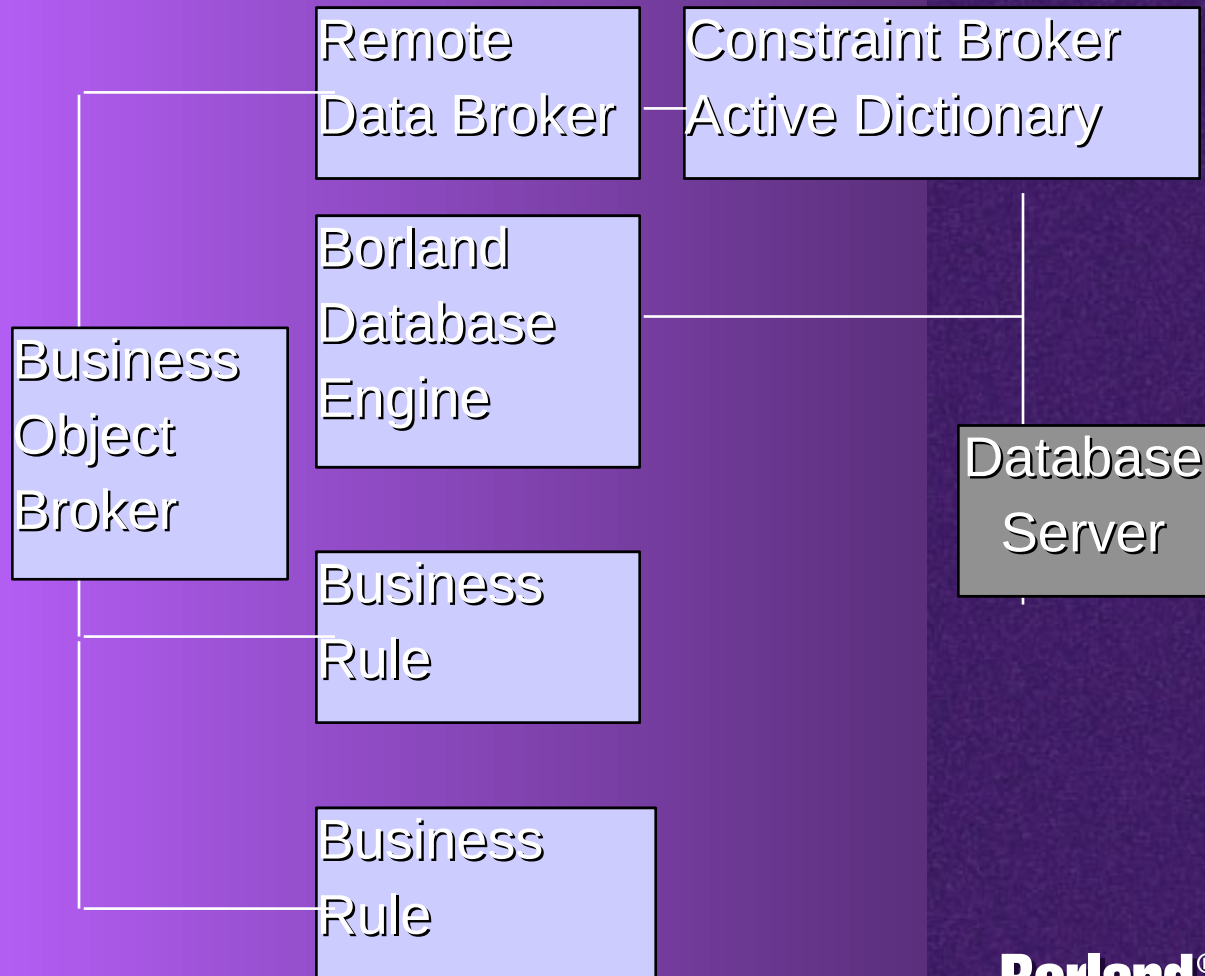 Remote
Data Broker
Constraint Broker
Active Dictionary
Borland
Database
Engine
Business
Object
Broker
Database
Server
Business
Rule
Business
Rule
Borland®